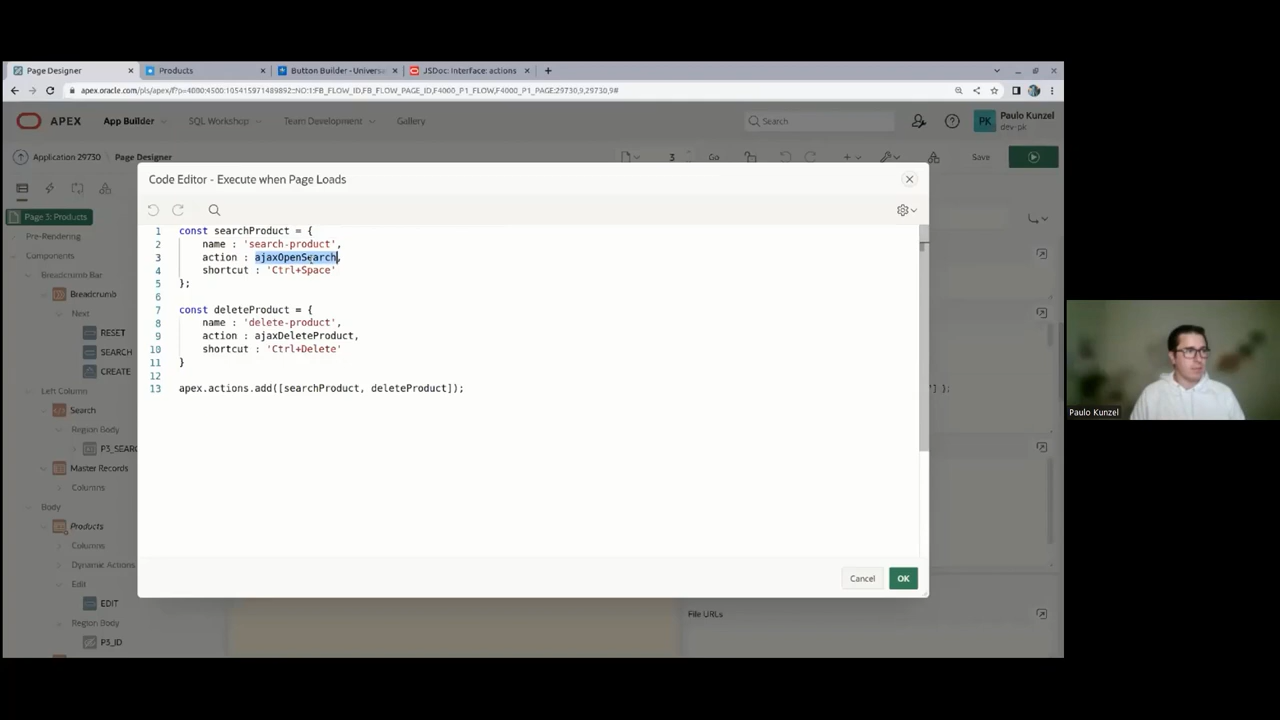 Page Designer
Products
Button Builder - Univers
JSDoc: Interface: actions
apex.oracle.com/pls/apex/f?p=4000:4500:105415971489892::NO:1:FB_FLOW_ID,FB_FLOW_PAGE_ID,F4000_P1_FLOW,F4000_P1_PAGE:29730,9,29730,9#
APEX
App Builder
SQL Workshop
Team Development
Gallery
Search
PK
Paulo Kunzel
dev-pk
Application 29730
Page Designer
3
Go
Save
Page 3: Products
Pre-Rendering
Components
Breadcrumb Bar
Breadcrumb
Next
RESET
SEARCH
CREATE
Left Column
Search
Region Body
P3_SEARC
Master Records
Columns
Body
Products
Columns
Dynamic Actions
Edit
EDIT
Region Body
P3_ID
Code Editor - Execute when Page Loads
1 const searchProduct = {
2 name : 'search-product',
3 action : ajaxOpenSearch,
4 shortcut : 'Ctrl+Space'
5 };
6
7 const deleteProduct = {
8 name : 'delete-product',
9 action : ajaxDeleteProduct,
10 shortcut : 'Ctrl+Delete'
11 }
12
13 apex.actions.add([searchProduct, deleteProduct]);
"] );
Cancel
OK
File URLs
Paulo Kunzel